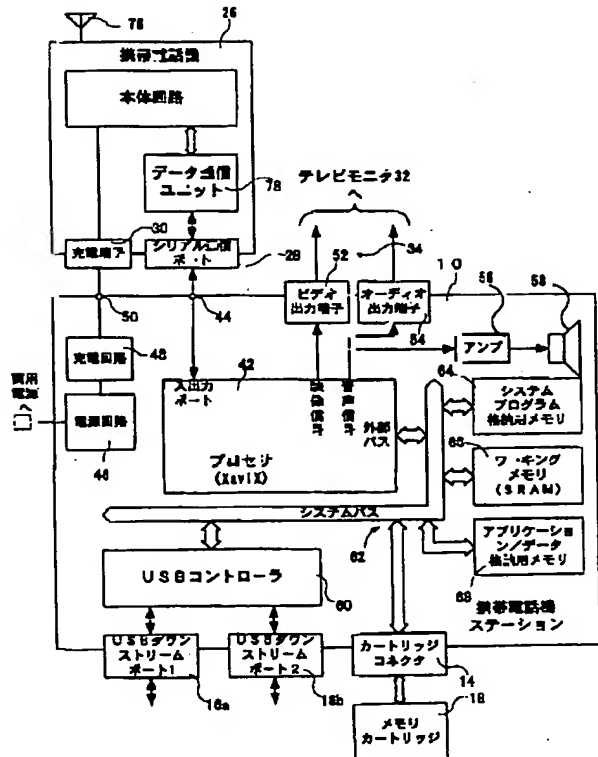 76
26
携帯電話機
本体回路
データ通信
ユニット
78
テレビモニタ32
へ
30
充電端子
シリアル通信
ポート
28
52
34
10
ビデオ
出力端子
オーディオ
出力端子
54
56
58
アンプ
50
44
48
充電回路
商用
電源へ
電源回路
46
42
入出力
ポート
映像信号
音声信号
外部
バス
プロセサ
(XaviX)
64
システム
プログラム
格納用メモリ
66
ワーキング
メモリ
(SRAM)
システムバス
62
アプリケーション
/データ
格納用メモリ
68
USBコントローラ
60
携帯電話機
ステーション
USBダウン
ストリーム
ポート1
16a
USBダウン
ストリーム
ポート2
16b
カートリッジ
コネクタ
14
18
メモリ
カートリッジ